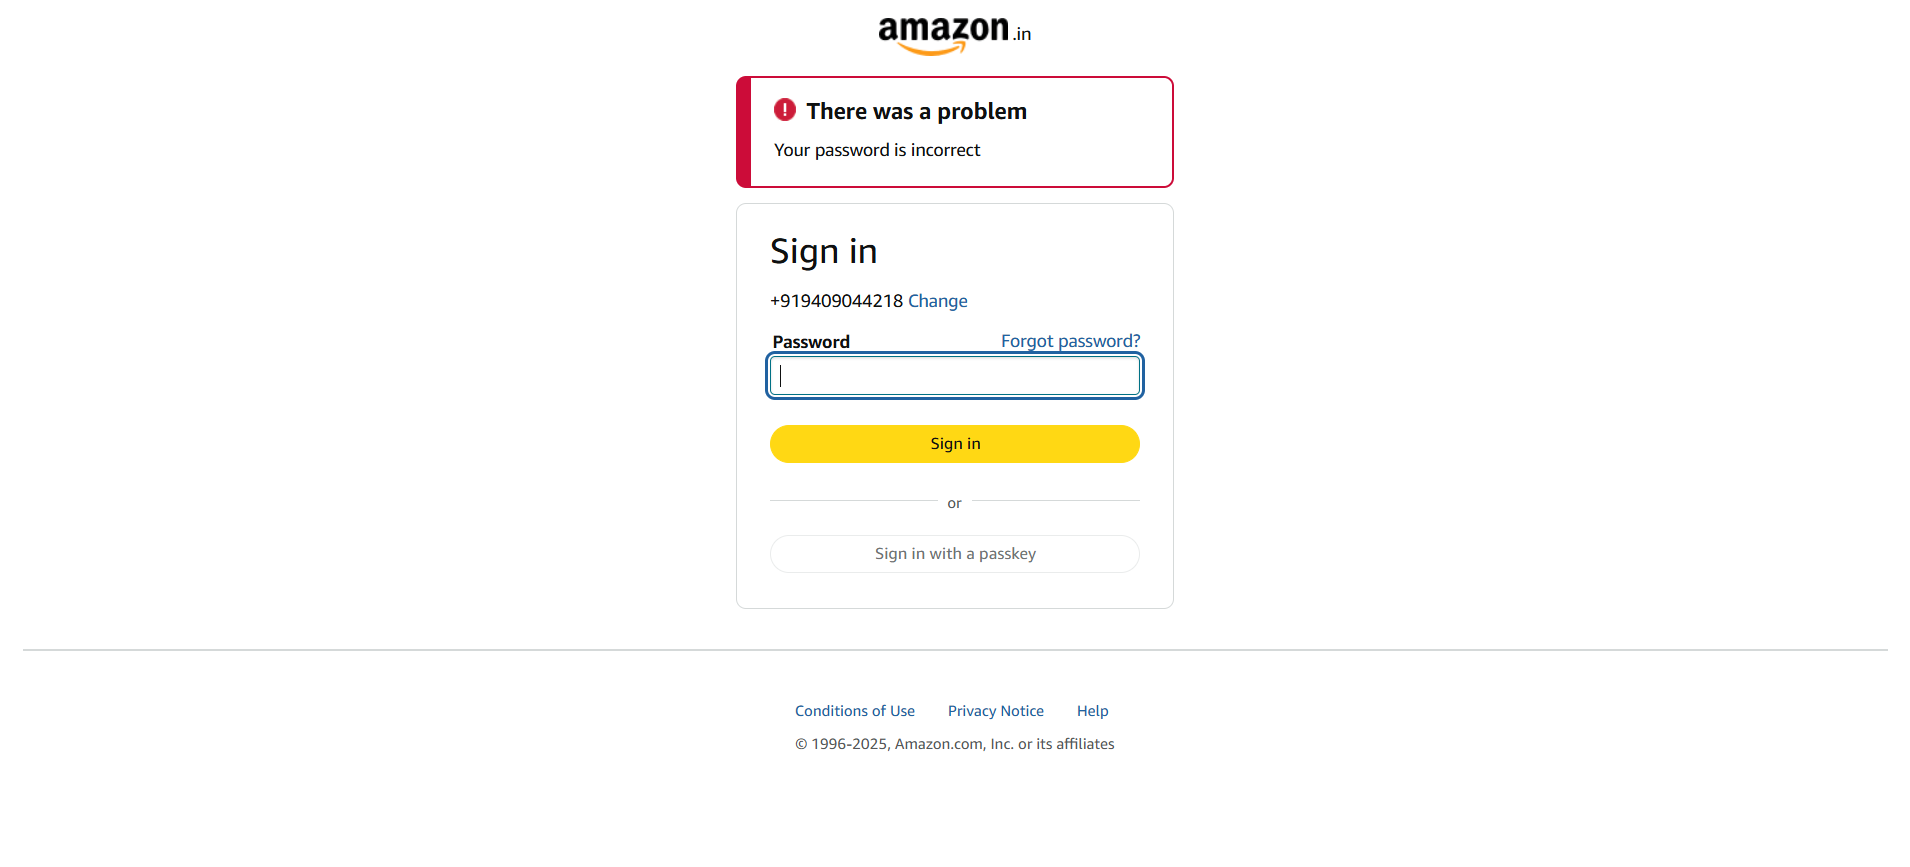 amazon.in
There was a problem
Your password is incorrect
Sign in
+919409044218 Change
Password Forgot password?
Sign in
or
Sign in with a passkey
Conditions of Use Privacy Notice Help
© 1996-2025, Amazon.com, Inc. or its affiliates